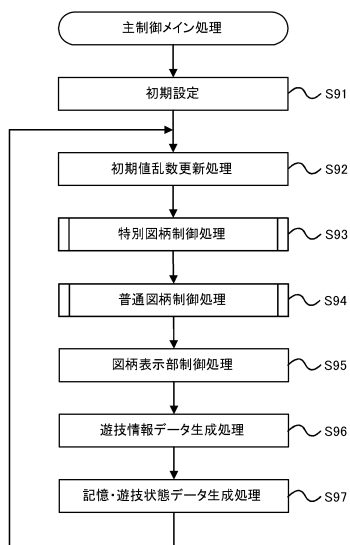 主制御メイン処理
初期設定
S91
初期値乱数更新処理
S92
特別図柄制御処理
S93
普通図柄制御処理
S94
図柄表示部制御処理
S95
遊技情報データ生成処理
S96
記憶・遊技状態データ生成処理
S97